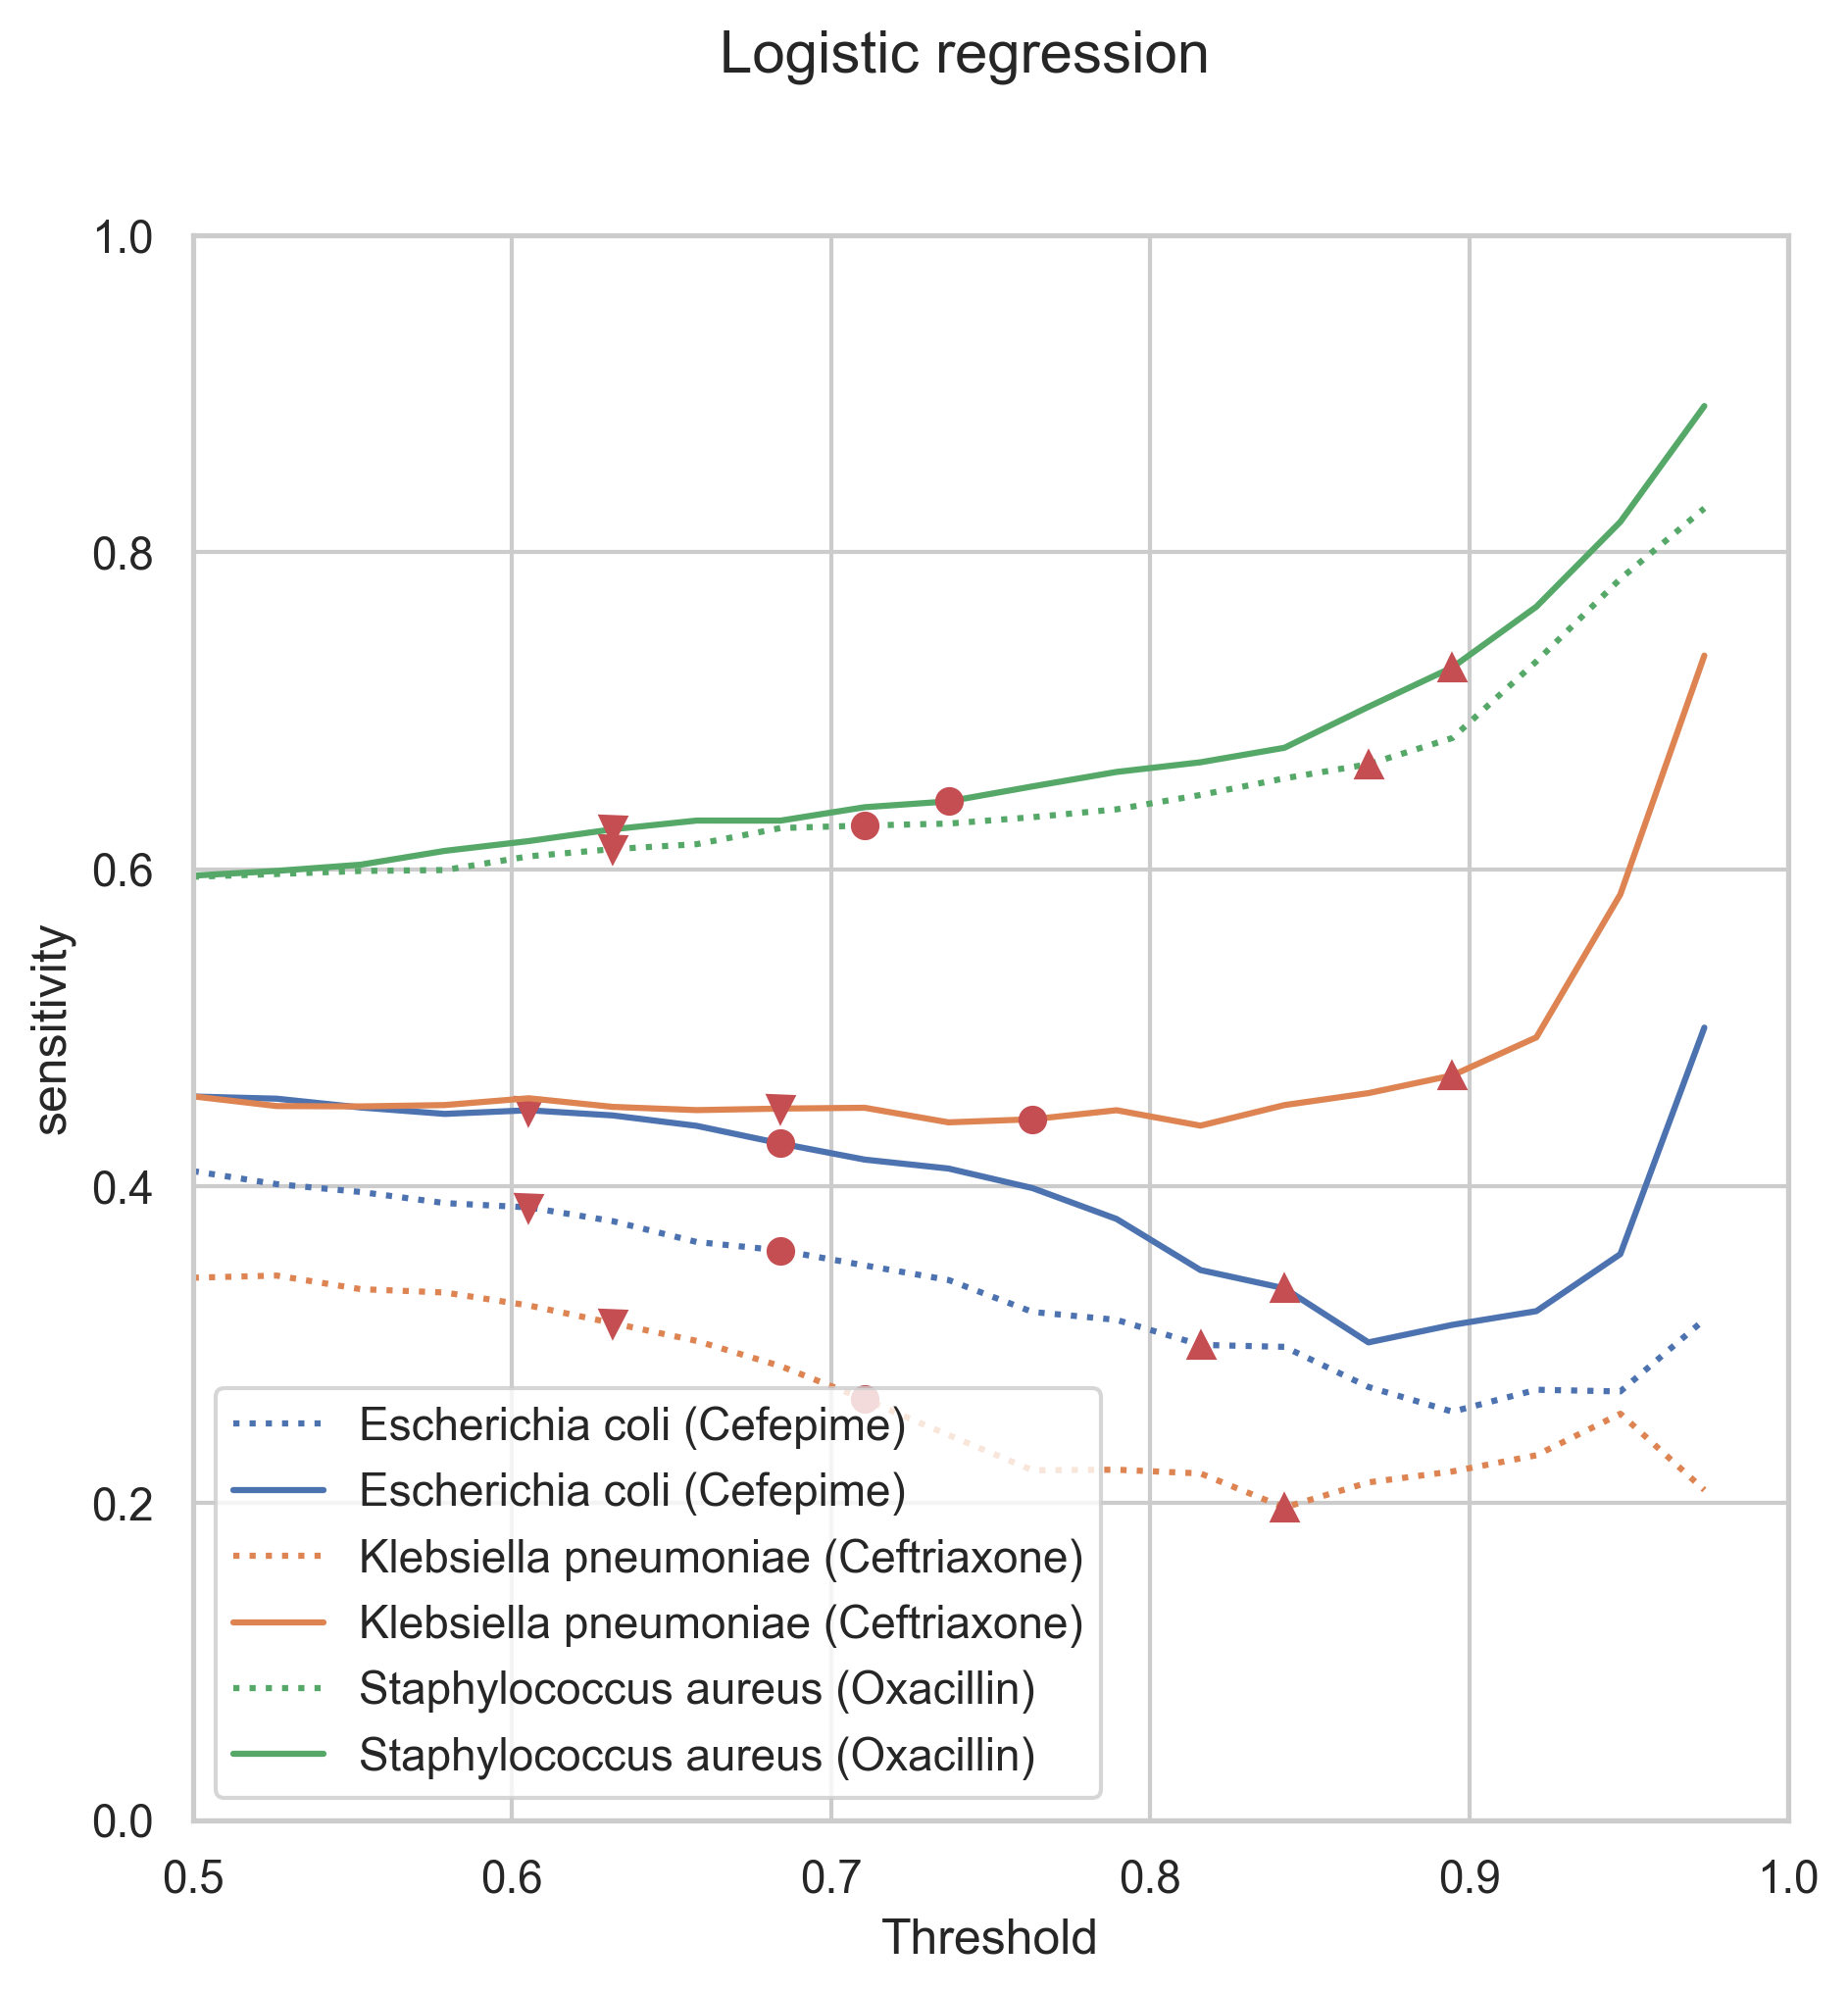 Logistic regression
1.0
0.8
0.6
0.4
0.2
0.0
sensitivity
Escherichia coli (Cefepime)
Escherichia coli (Cefepime)
Klebsiella pneumoniae (Ceftriaxone)
Klebsiella pneumoniae (Ceftriaxone)
Staphylococcus aureus (Oxacillin)
Staphylococcus aureus (Oxacillin)
0.5 0.6 0.7 0.8 0.9 1.0
Threshold